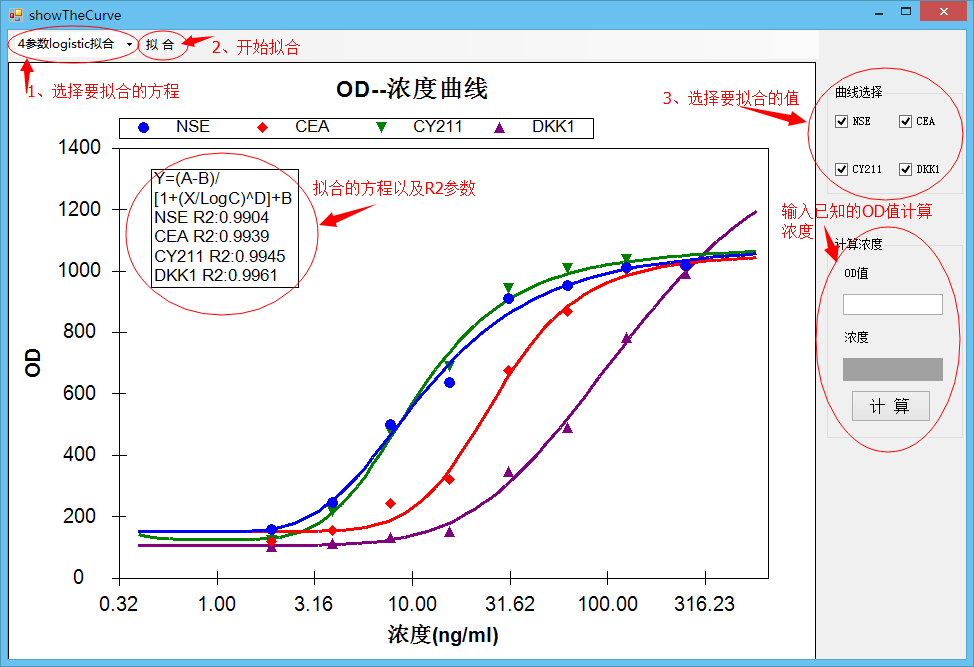 showTheCurve
4参数logistic拟合
拟 合
2、开始拟合
1、选择要拟合的方程
OD--浓度曲线
NSE CEA CY211 DKK1
3、选择要拟合的值
曲线选择
NSE CEA
CY211 DKK1
Y=(A-B)/
[1+(X/LogC)^D]+B
NSE R2:0.9904
CEA R2:0.9939
CY211 R2:0.9945
DKK1 R2:0.9961
拟合的方程以及R2参数
输入已知的OD值计算
浓度
计算浓度
OD值
浓度
计 算
1400
1200
1000
800
600
400
200
0
OD
0.32 1.00 3.16 10.00 31.62 100.00 316.23
浓度(ng/ml)